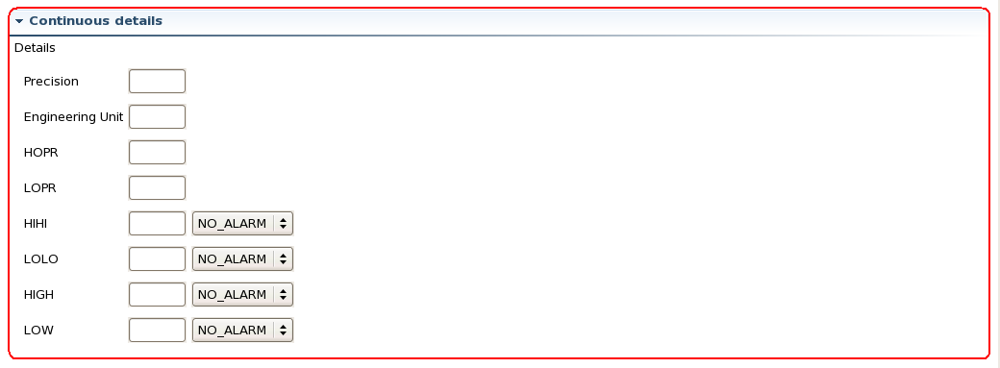 Continuous details
Details
Precision
Engineering Unit
HOPR
LOPR
HIHI NO_ALARM
LOLO NO_ALARM
HIGH NO_ALARM
LOW NO_ALARM